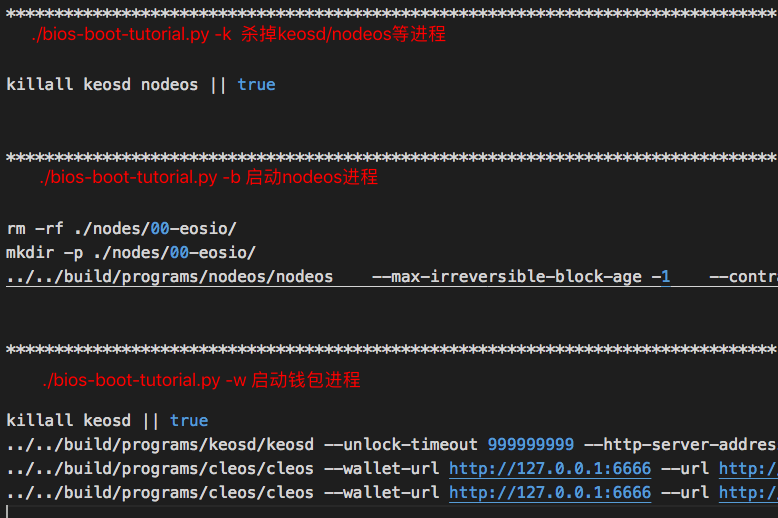 ********************************************************************************
./bios-boot-tutorial.py -k 杀掉keosd/nodeos等进程
killall keosd nodeos || true
********************************************************************************
./bios-boot-tutorial.py -b 启动nodeos进程
rm -rf ./nodes/00-eosio/
mkdir -p ./nodes/00-eosio/
../../build/programs/nodeos/nodeos    --max-irreversible-block-age -1    --contra
********************************************************************************
./bios-boot-tutorial.py -w 启动钱包进程
killall keosd || true
../../build/programs/keosd/keosd --unlock-timeout 999999999 --http-server-addres
../../build/programs/cleos/cleos --wallet-url http://127.0.0.1:6666 --url http:/
../../build/programs/cleos/cleos --wallet-url http://127.0.0.1:6666 --url http:/